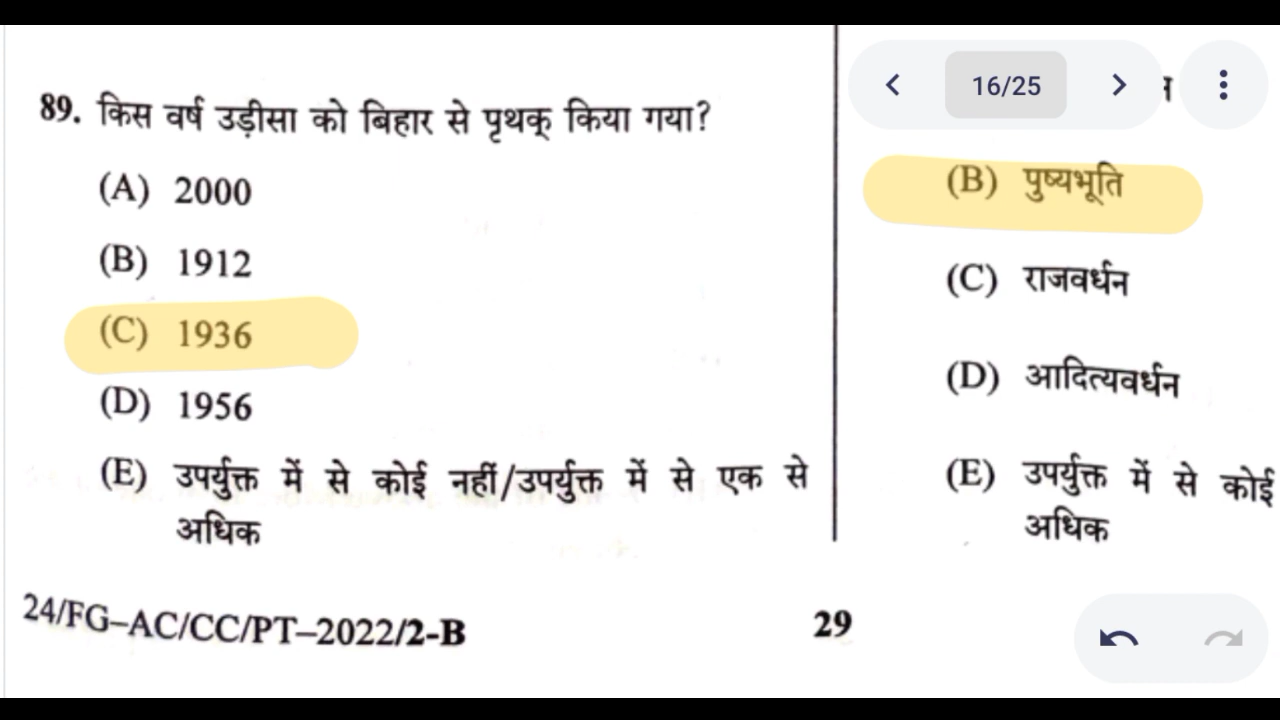 89. किस वर्ष उड़ीसा को बिहार से पृथक् किया गया?
(A) 2000
(B) 1912
(C) 1936
(D) 1956
(E) उपर्युक्त में से कोई नहीं/उपर्युक्त में से एक से
अधिक
24/FG–AC/CC/PT–2022/2-B
29
16/25
(B) पुष्यभूति
(C) राजवर्धन
(D) आदित्यवर्धन
(E) उपर्युक्त में से कोई
अधिक